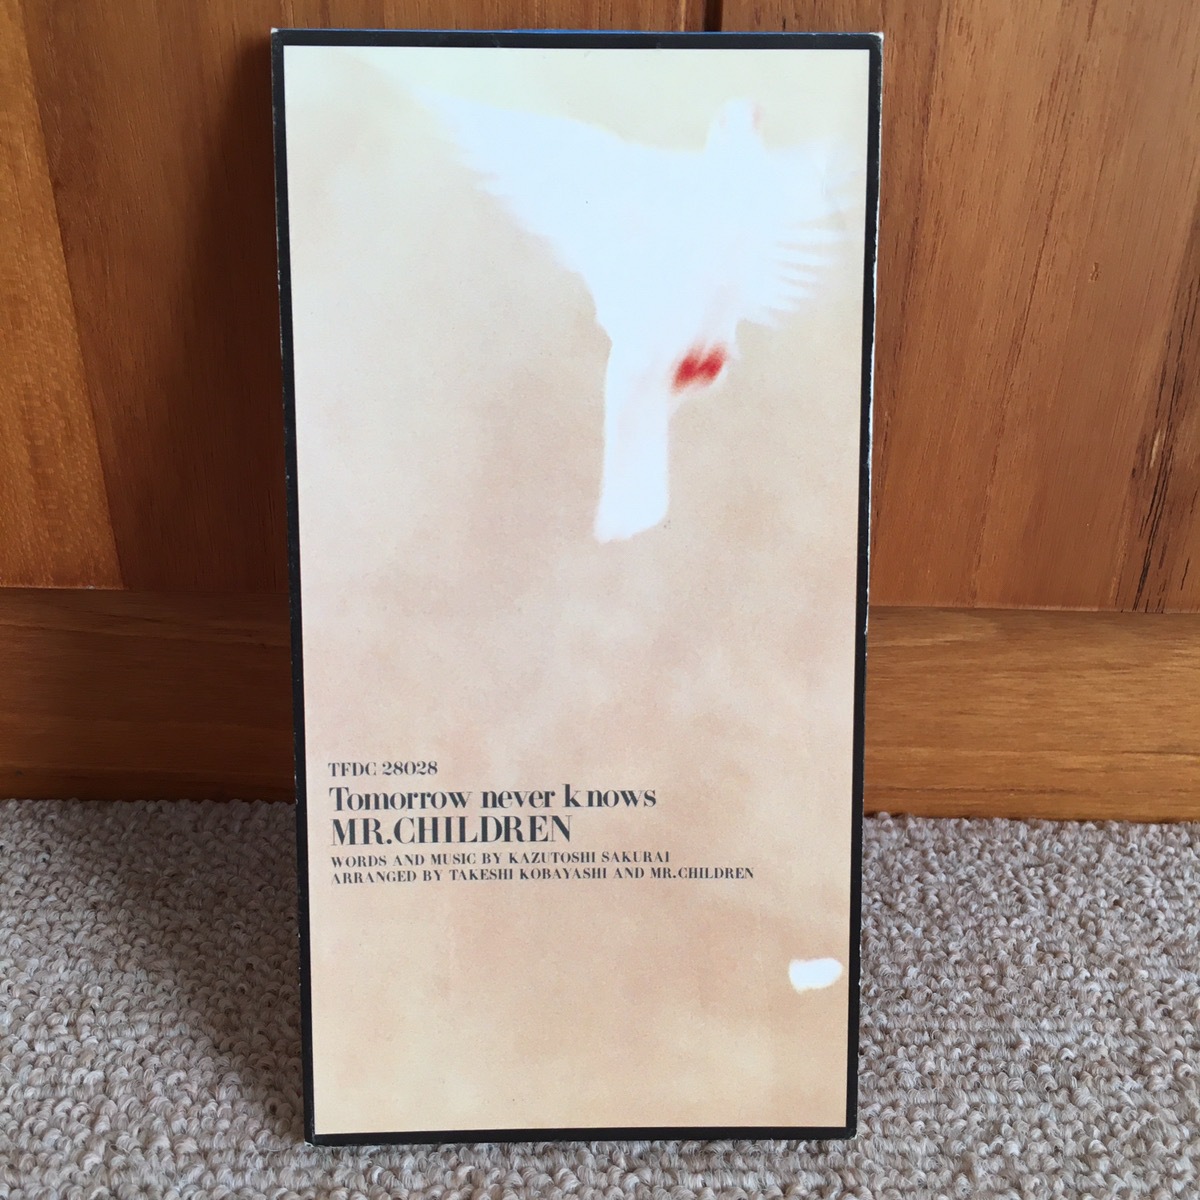 TFDC 28028
Tomorrow never knows
MR.CHILDREN
WORDS AND MUSIC BY KAZUTOSHI SAKURAI
ARRANGED BY TAKESHI KOBAYASHI AND MR.CHILDREN